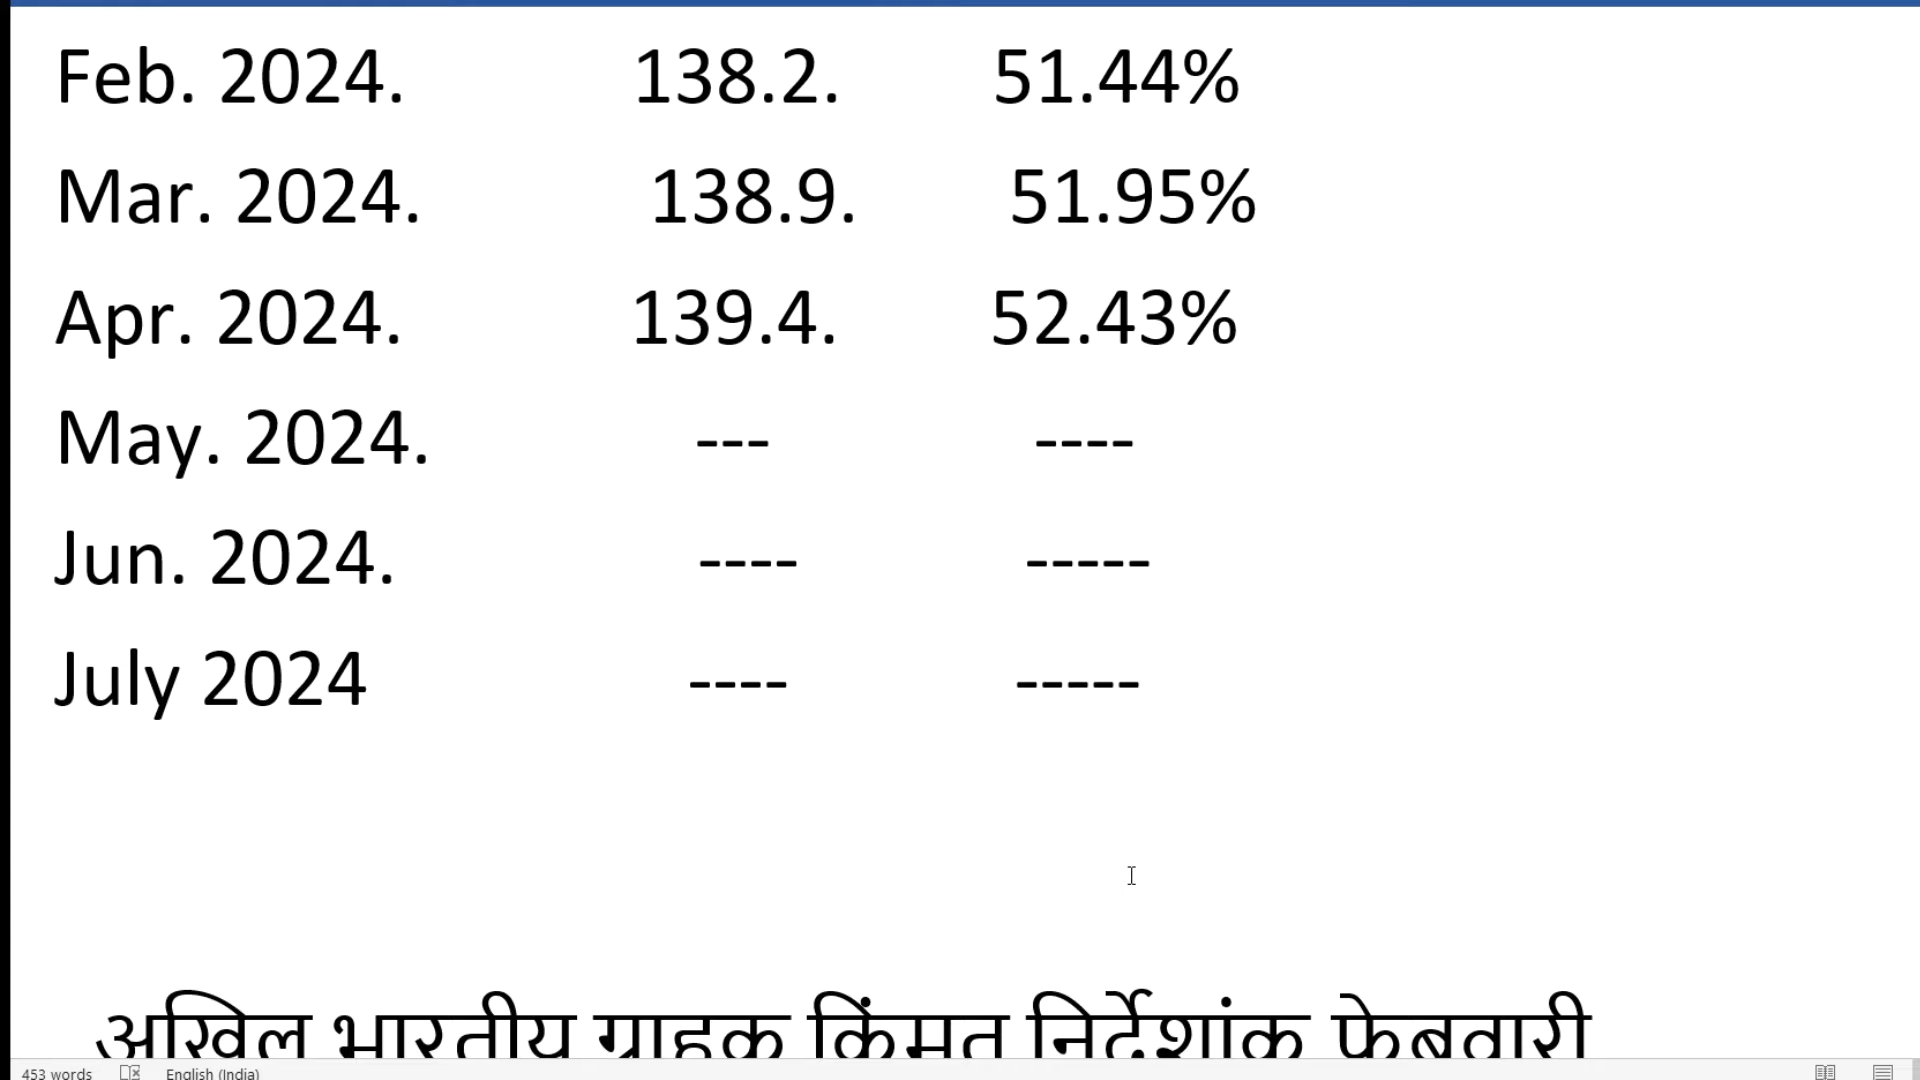 Feb. 2024. 138.2. 51.44%
Mar. 2024. 138.9. 51.95%
Apr. 2024. 139.4. 52.43%
May. 2024. --- ----
Jun. 2024. ---- -----
July 2024 ---- -----
अखिल भारतीय ग्राहक किंमत निर्देशांक फेब्रुवारी
453 words English (India)